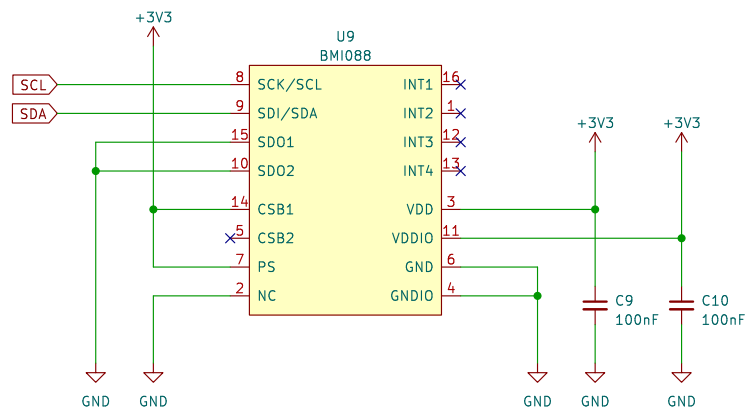 +3V3
U9
BMI088
SCL
8
SCK/SCL
INT1
16
SDA
9
SDI/SDA
INT2
1
+3V3
+3V3
15
SDO1
INT3
12
10
SDO2
INT4
13
14
CSB1
VDD
3
5
CSB2
VDDIO
11
7
PS
GND
6
2
NC
GNDIO
4
C9
100nF
C10
100nF
GND
GND
GND
GND
GND